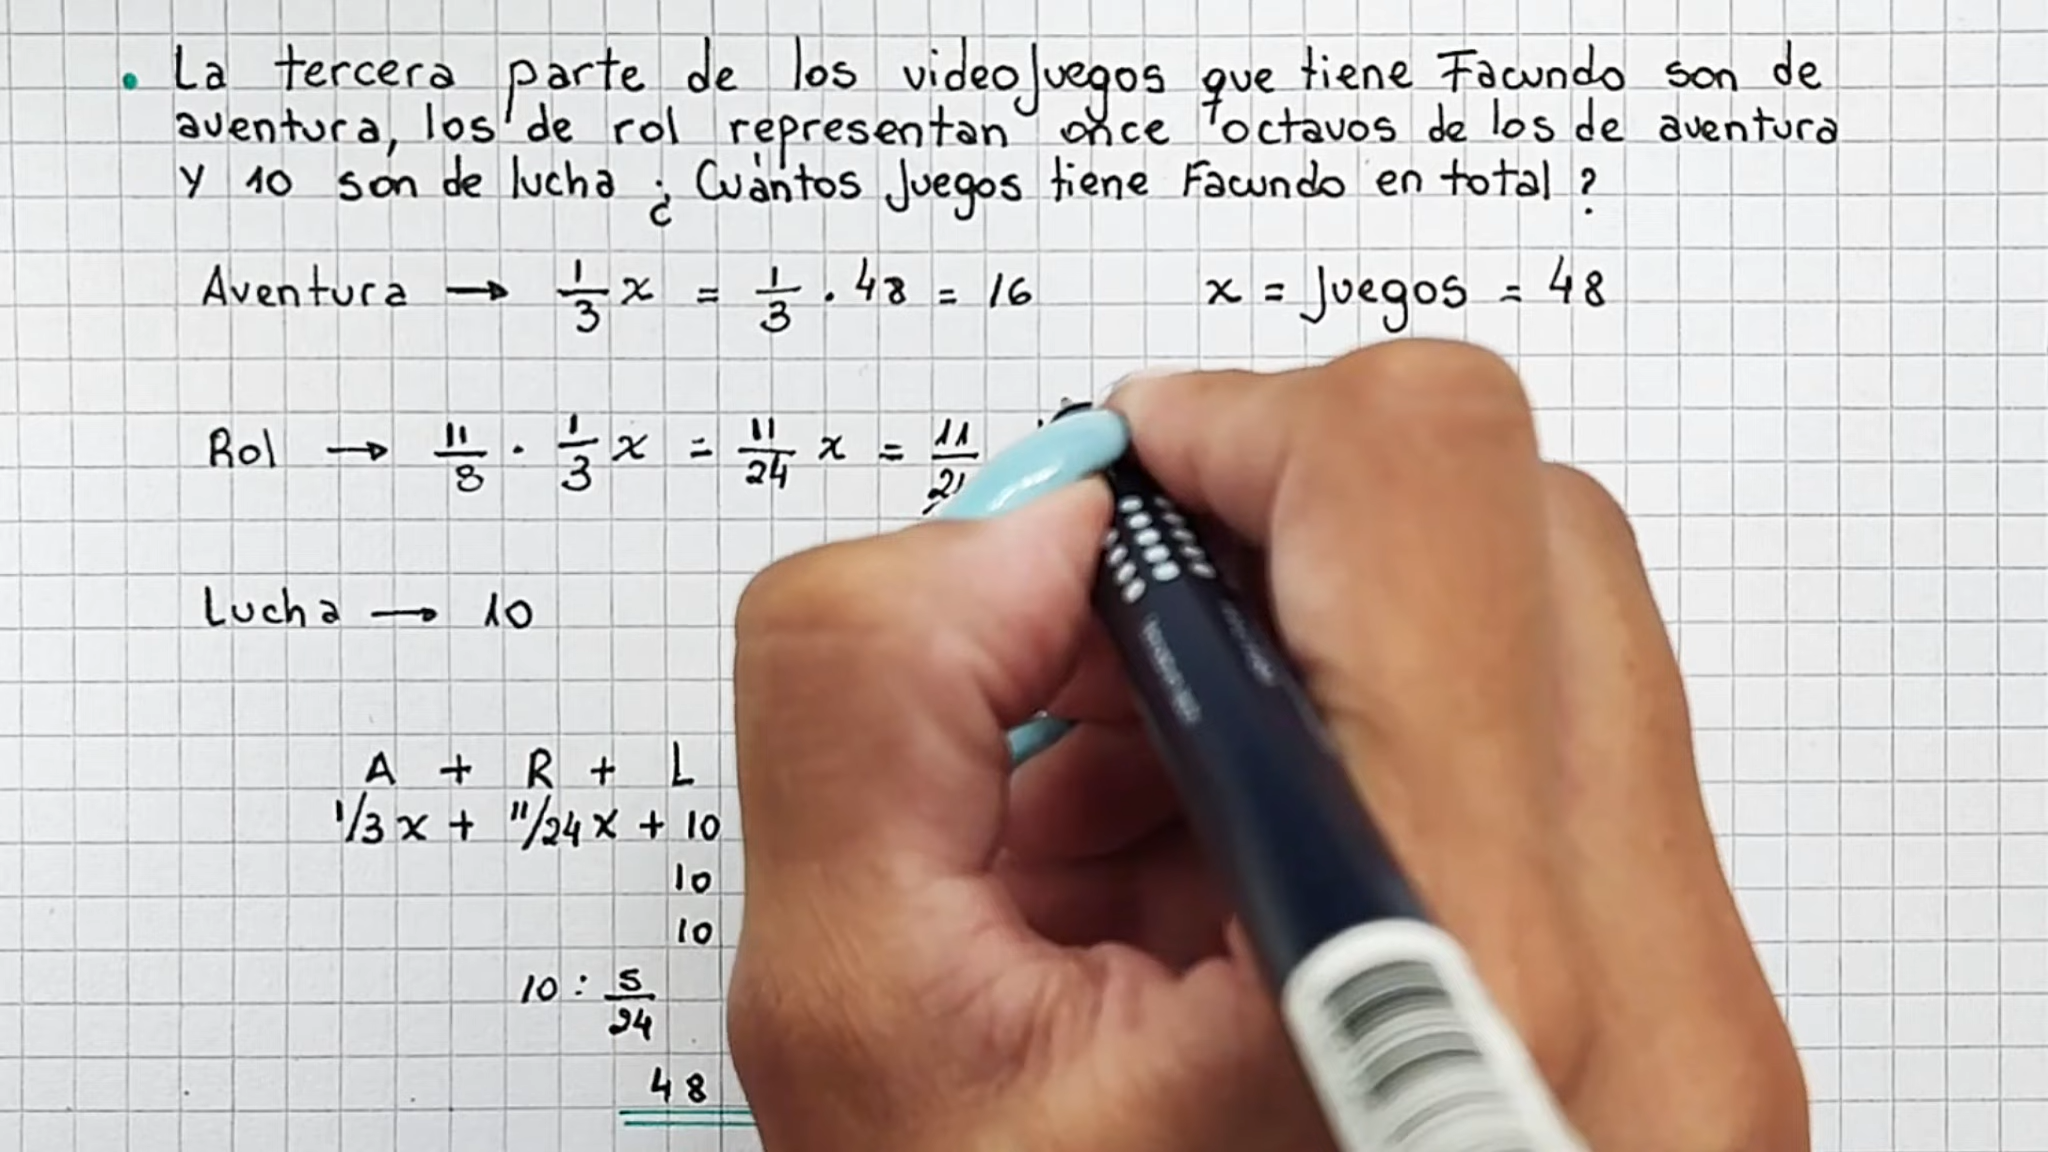 La tercera parte de los videojuegos que tiene Facundo son de
aventura, los de rol representan once octavos de los de aventura
y 10 son de lucha ¿ Cuántos juegos tiene Facundo en total ?
Aventura → 1/3 x = 1/3 . 48 = 16
x = juegos = 48
Rol → 11/8 . 1/3 x = 11/24 x = 11/
Lucha → 10
A + R + L
1/3 x + 11/24 x + 10
10
10
10 : 5/24
48